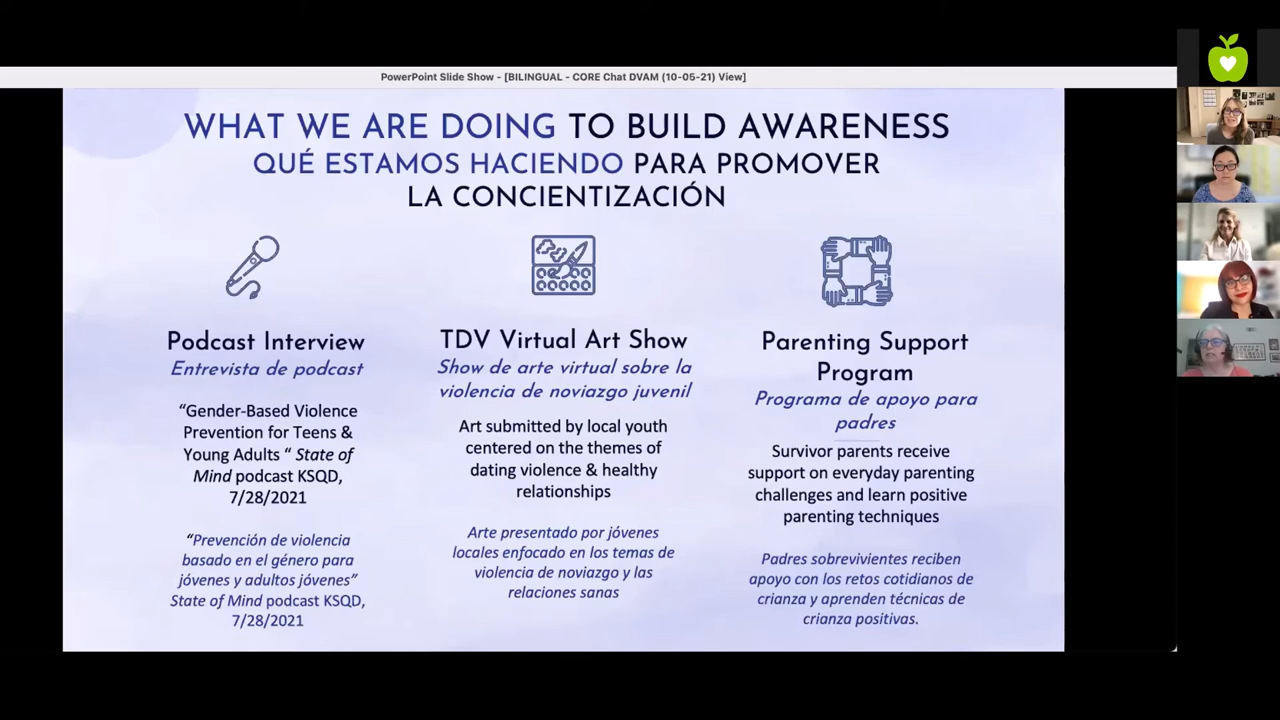 PowerPoint Slide Show - [BILINGUAL - CORE Chat DVAM (10-05-21) View]
WHAT WE ARE DOING TO BUILD AWARENESS
QUÉ ESTAMOS HACIENDO PARA PROMOVER
LA CONCIENTIZACIÓN
Podcast Interview
Entrevista de podcast
“Gender-Based Violence
Prevention for Teens &
Young Adults “ State of
Mind podcast KSQD,
7/28/2021
“Prevención de violencia
basado en el género para
jóvenes y adultos jóvenes”
State of Mind podcast KSQD,
7/28/2021
TDV Virtual Art Show
Show de arte virtual sobre la
violencia de noviazgo juvenil
Art submitted by local youth
centered on the themes of
dating violence & healthy
relationships
Arte presentado por jóvenes
locales enfocado en los temas de
violencia de noviazgo y las
relaciones sanas
Parenting Support
Program
Programa de apoyo para
padres
Survivor parents receive
support on everyday parenting
challenges and learn positive
parenting techniques
Padres sobrevivientes reciben
apoyo con los retos cotidianos de
crianza y aprenden técnicas de
crianza positivas.